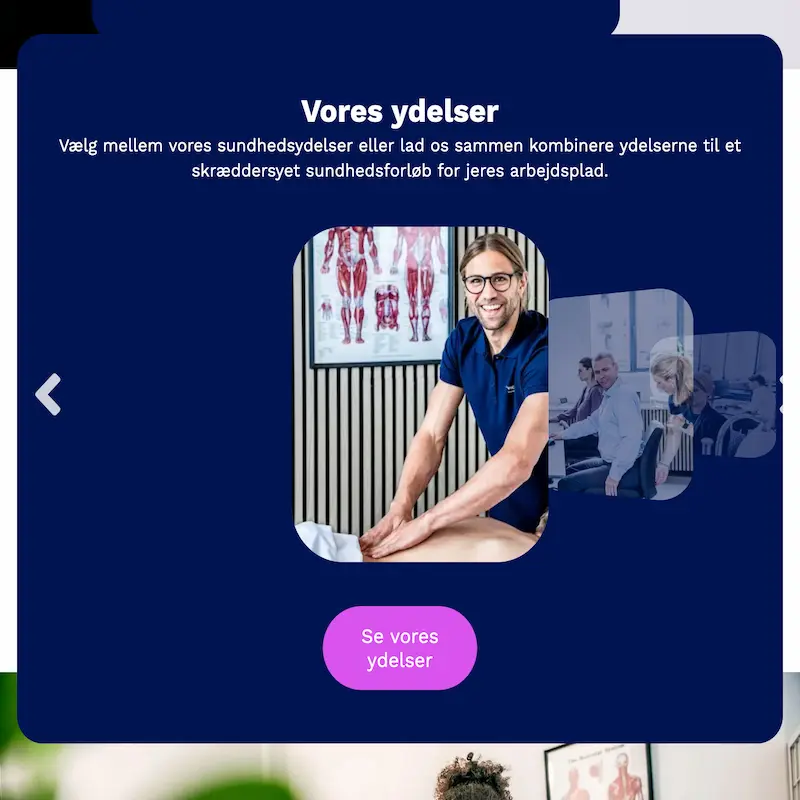 Vores ydelser
Vælg mellem vores sundhedsydelser eller lad os sammen kombinere ydelserne til et
skræddersyet sundhedsforløb for jeres arbejdsplad.
Se vores
ydelser